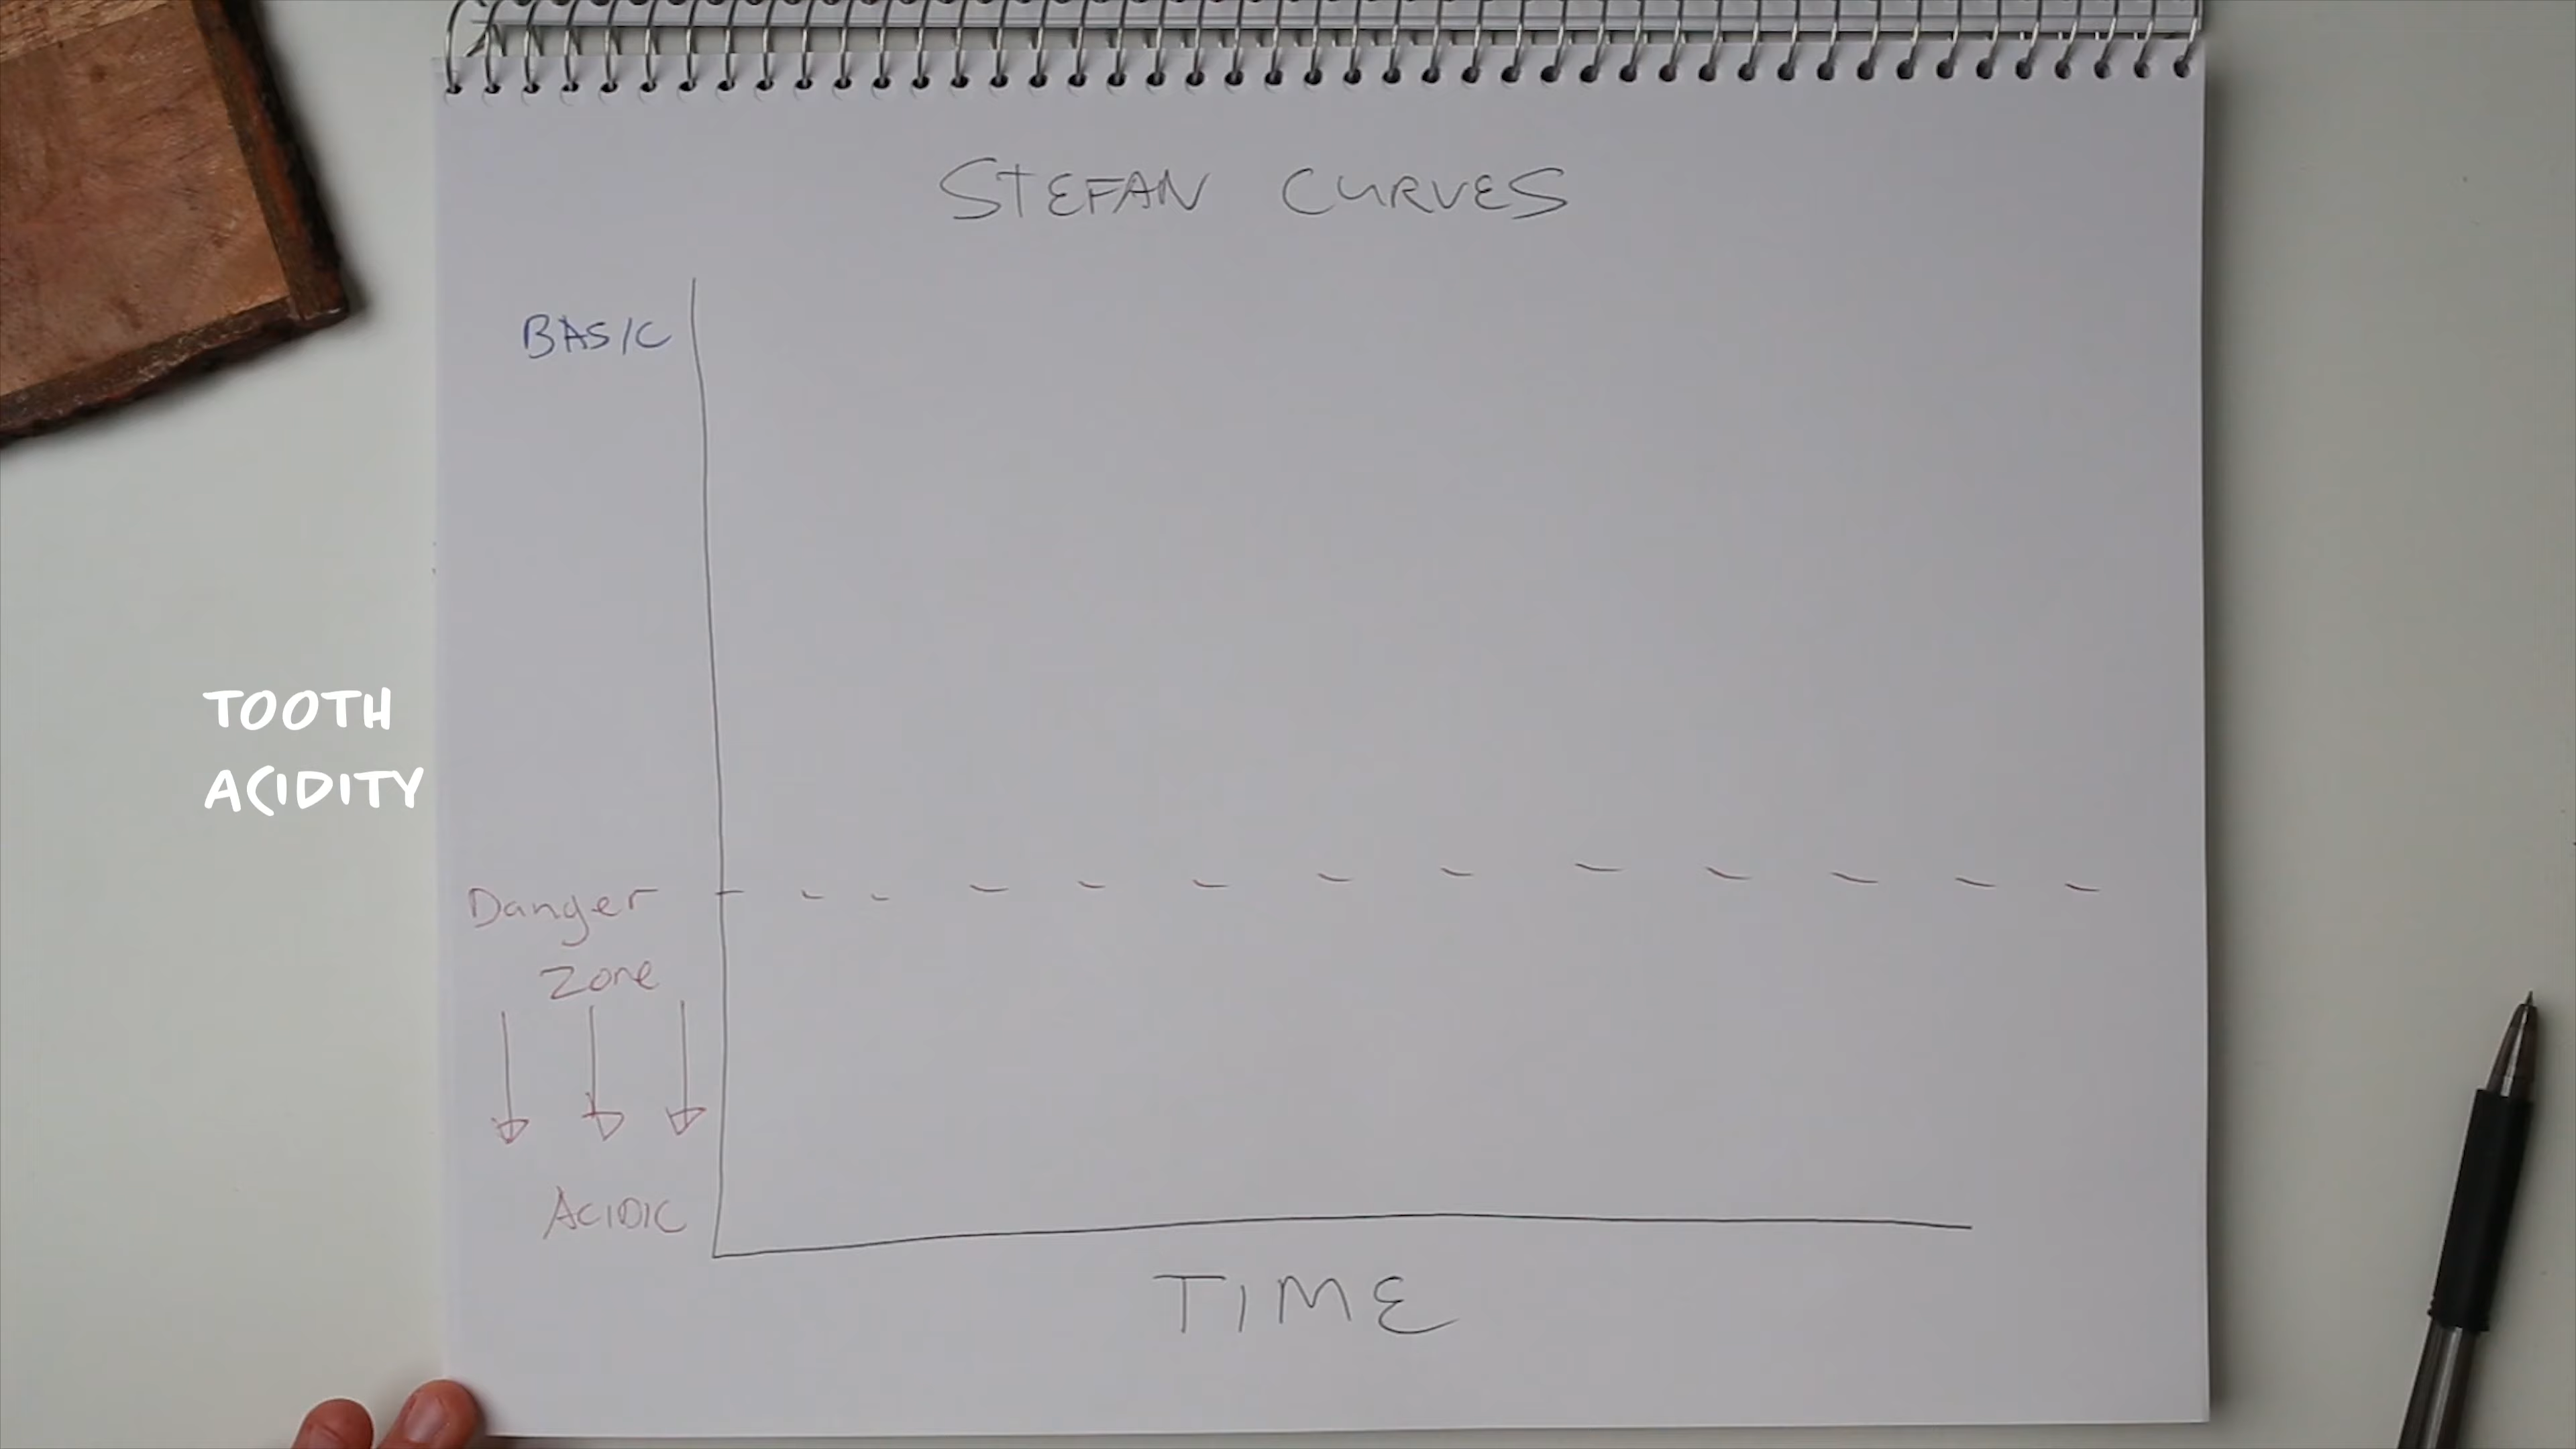 STEFAN CURVES
BASIC
TOOTH
ACIDITY
Danger
Zone
ACIDIC
TIME